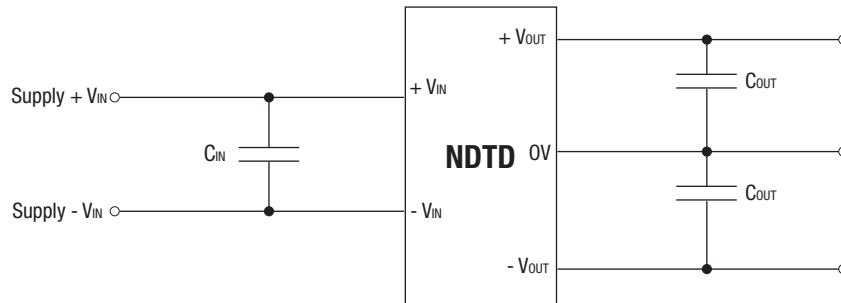 + VOUT
COUT
Supply + VIN
+ VIN
CIN
NDTD
0V
COUT
Supply - VIN
- VIN
- VOUT